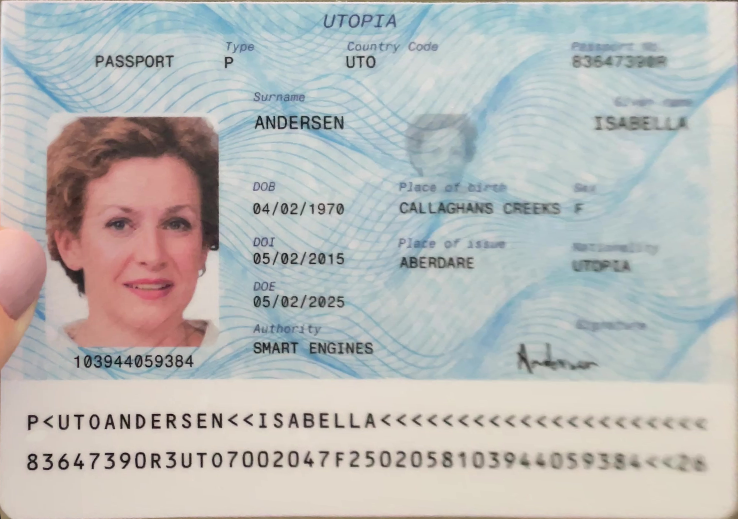 UTOPIA
Type Country Code Passport No.
PASSPORT P UTO 83647390R
Surname Given name
ANDERSEN ISABELLA
DOB Place of birth Sex
04/02/1970 CALLAGHANS CREEKS F
DOI Place of issue Nationality
05/02/2015 ABERDARE UTOPIA
DOE
05/02/2025
Authority Signature
SMART ENGINES Andersen
103944059384
P<UTOANDERSEN<<ISABELLA<<<<<<<<<<<<<<<<<<<<<
83647390R3UTO7002047F2502058103944059384<<26